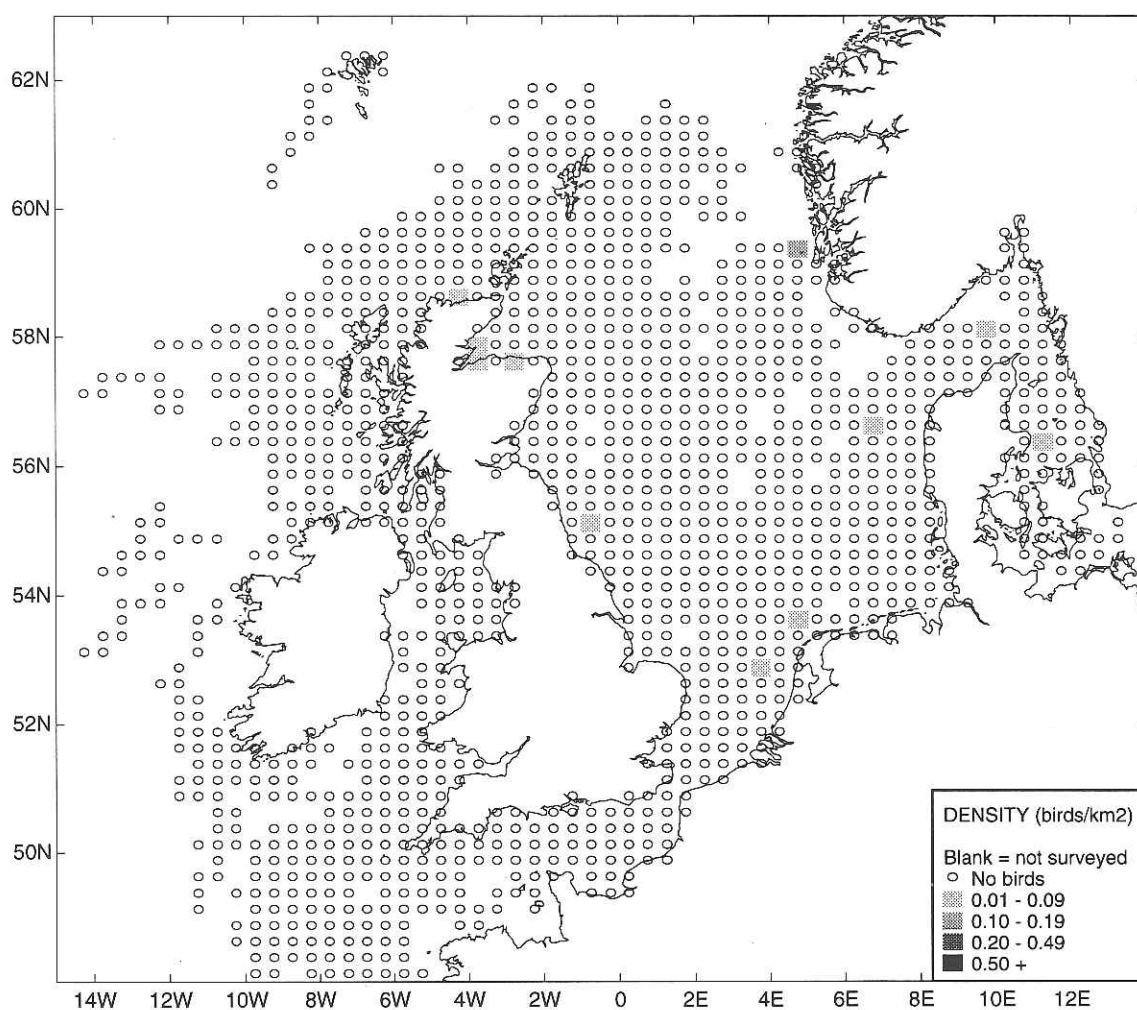 62N
60N
58N
56N
54N
52N
50N
DENSITY (birds/km2)
Blank = not surveyed
No birds
0.01 - 0.09
0.10 - 0.19
0.20 - 0.49
0.50 +
14W 12W 10W 8W 6W 4W 2W 0 2E 4E 6E 8E 10E 12E